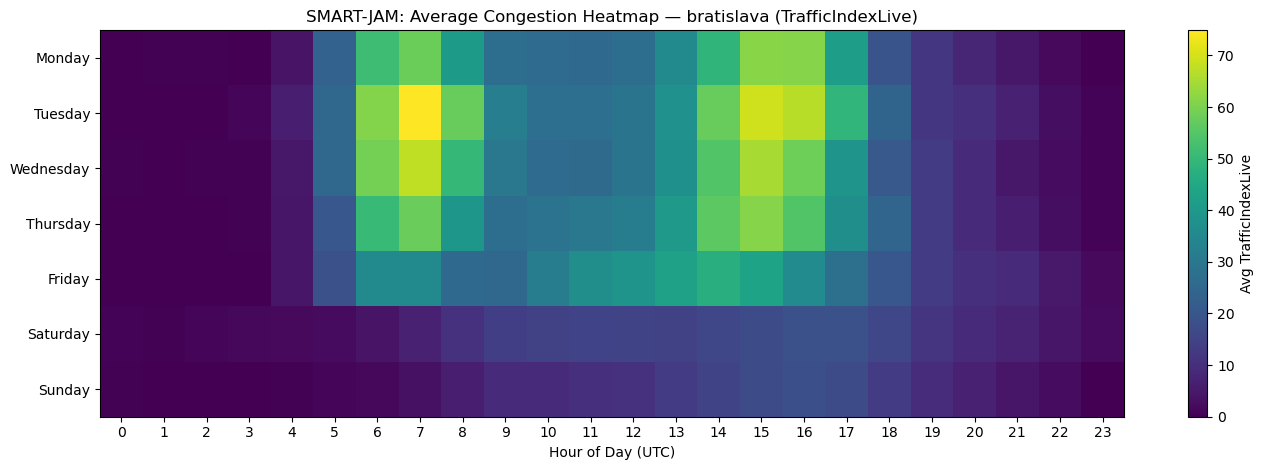 SMART-JAM: Average Congestion Heatmap — bratislava (TrafficIndexLive)
Monday
Tuesday
Wednesday
Thursday
Friday
Saturday
Sunday
0 1 2 3 4 5 6 7 8 9 10 11 12 13 14 15 16 17 18 19 20 21 22 23
Hour of Day (UTC)
70
60
50
40
30
20
10
0
Avg TrafficIndexLive